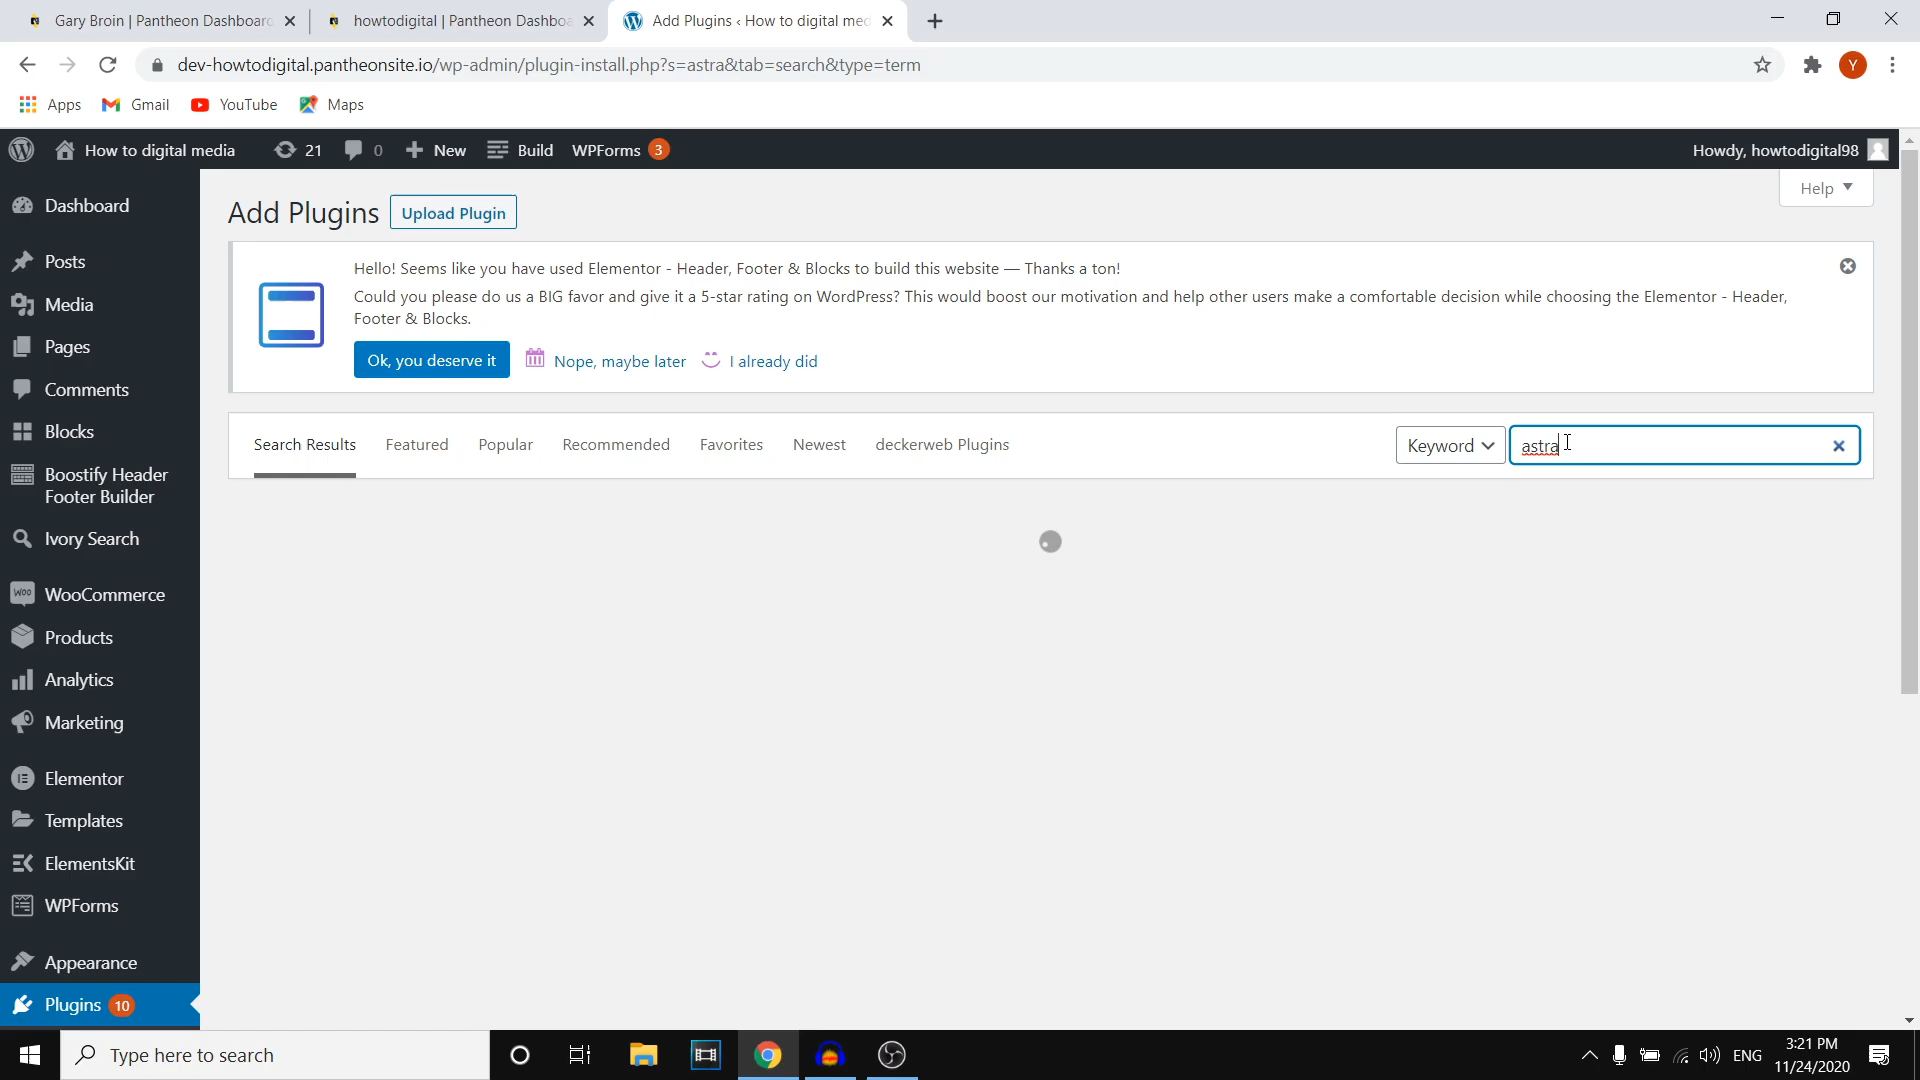 Gary Broin | Pantheon Dashboard
howtodigital | Pantheon Dashboa
Add Plugins ‹ How to digital med
dev-howtodigital.pantheonsite.io/wp-admin/plugin-install.php?s=astra&tab=search&type=term
Y
Apps
Gmail
YouTube
Maps
How to digital media
21
0
New
Build
WPForms 3
Howdy, howtodigital98
Help
Dashboard
Posts
Media
Pages
Comments
Blocks
Boostify Header
Footer Builder
Ivory Search
WooCommerce
Products
Analytics
Marketing
Elementor
Templates
ElementsKit
WPForms
Appearance
Plugins 10
Add Plugins
Upload Plugin
Hello! Seems like you have used Elementor - Header, Footer & Blocks to build this website — Thanks a ton!
Could you please do us a BIG favor and give it a 5-star rating on WordPress? This would boost our motivation and help other users make a comfortable decision while choosing the Elementor - Header,
Footer & Blocks.
Ok, you deserve it
Nope, maybe later
I already did
Search Results
Featured
Popular
Recommended
Favorites
Newest
deckerweb Plugins
Keyword
astra
Type here to search
ENG
3:21 PM
11/24/2020